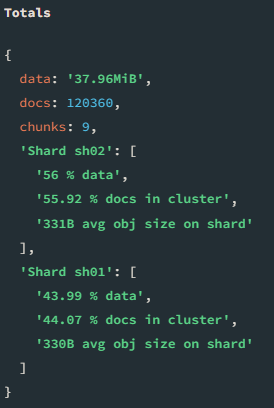 Totals
{
  data: '37.96MiB',
  docs: 120360,
  chunks: 9,
  'Shard sh02': [
    '56 % data',
    '55.92 % docs in cluster',
    '331B avg obj size on shard'
  ],
  'Shard sh01': [
    '43.99 % data',
    '44.07 % docs in cluster',
    '330B avg obj size on shard'
  ]
}